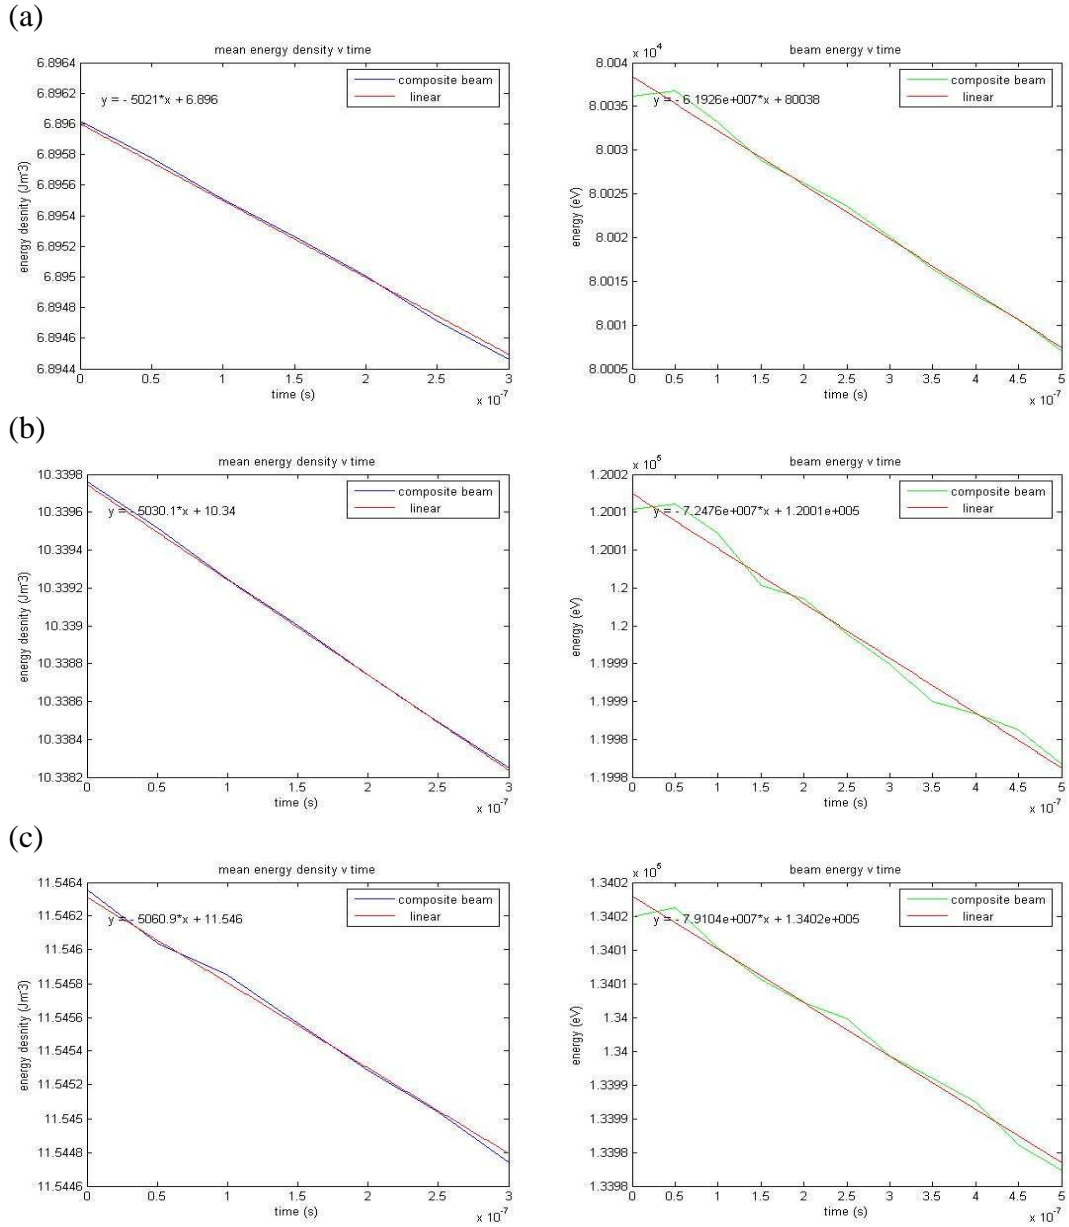 (a)
mean energy density v time
6.8964
6.8962
6.896
6.8958
6.8956
6.8954
6.8952
6.895
6.8948
6.8946
6.8944
energy desnity (Jm-3)
composite beam
linear
y = - 5021*x + 6.896
0 0.5 1 1.5 2 2.5 3
time (s)
x 10-7
beam energy v time
x 10 4
8.004
8.0035
8.003
8.0025
8.002
8.0015
8.001
8.0005
energy (eV)
composite beam
linear
y = - 6.1926e+007*x + 80038
0 0.5 1 1.5 2 2.5 3 3.5 4 4.5 5
time (s)
x 10-7
(b)
mean energy density v time
10.3398
10.3396
10.3394
10.3392
10.339
10.3388
10.3386
10.3384
10.3382
energy desnity (Jm-3)
composite beam
linear
y = - 5030.1*x + 10.34
0 0.5 1 1.5 2 2.5 3
time (s)
x 10-7
beam energy v time
x 10 5
1.2002
1.2001
1.2001
1.2
1.2
1.1999
1.1999
1.1998
1.1998
energy (eV)
composite beam
linear
y = - 7.2476e+007*x + 1.2001e+005
0 0.5 1 1.5 2 2.5 3 3.5 4 4.5 5
time (s)
x 10-7
(c)
mean energy density v time
11.5464
11.5462
11.546
11.5458
11.5456
11.5454
11.5452
11.545
11.5448
11.5446
energy desnity (Jm-3)
composite beam
linear
y = - 5060.9*x + 11.546
0 0.5 1 1.5 2 2.5 3
time (s)
x 10-7
beam energy v time
x 10 5
1.3402
1.3402
1.3401
1.3401
1.34
1.34
1.3399
1.3399
1.3398
1.3398
energy (eV)
composite beam
linear
y = - 7.9104e+007*x + 1.3402e+005
0 0.5 1 1.5 2 2.5 3 3.5 4 4.5 5
time (s)
x 10-7